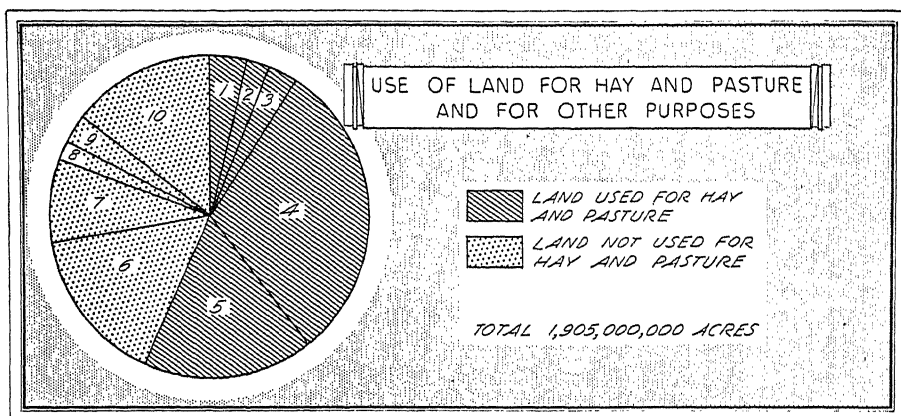 USE OF LAND FOR HAY AND PASTURE
AND FOR OTHER PURPOSES
1
2
3
4
5
6
7
8
9
10
LAND USED FOR HAY
AND PASTURE
LAND NOT USED FOR
HAY AND PASTURE
TOTAL 1,905,000,000 ACRES